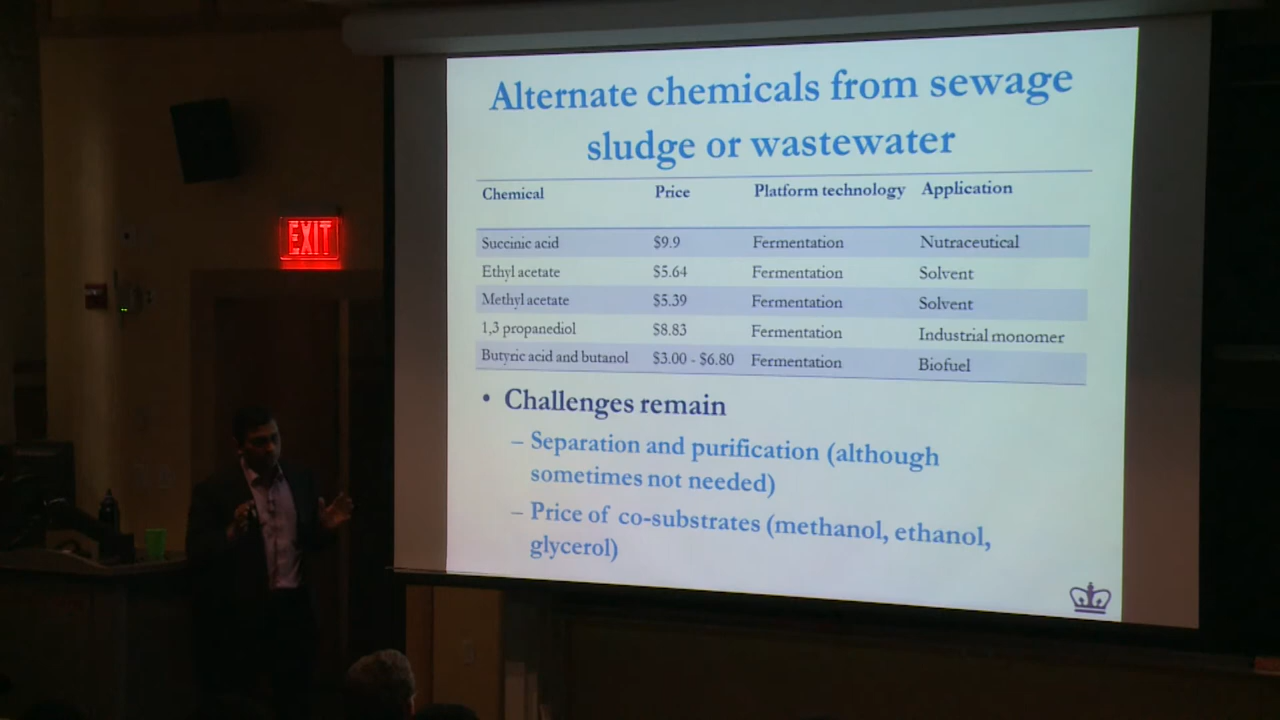 Alternate chemicals from sewage
sludge or wastewater
Chemical Price Platform technology Application
Succinic acid $9.9 Fermentation Nutraceutical
Ethyl acetate $5.64 Fermentation Solvent
Methyl acetate $5.39 Fermentation Solvent
1,3 propanediol $8.83 Fermentation Industrial monomer
Butyric acid and butanol $3.00 - $6.80 Fermentation Biofuel
• Challenges remain
– Separation and purification (although
sometimes not needed)
– Price of co-substrates (methanol, ethanol,
glycerol)
EXIT